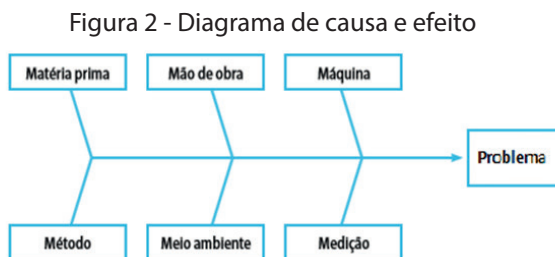 Figura 2 - Diagrama de causa e efeito
Matéria prima
Mão de obra
Máquina
Problema
Método
Meio ambiente
Medição